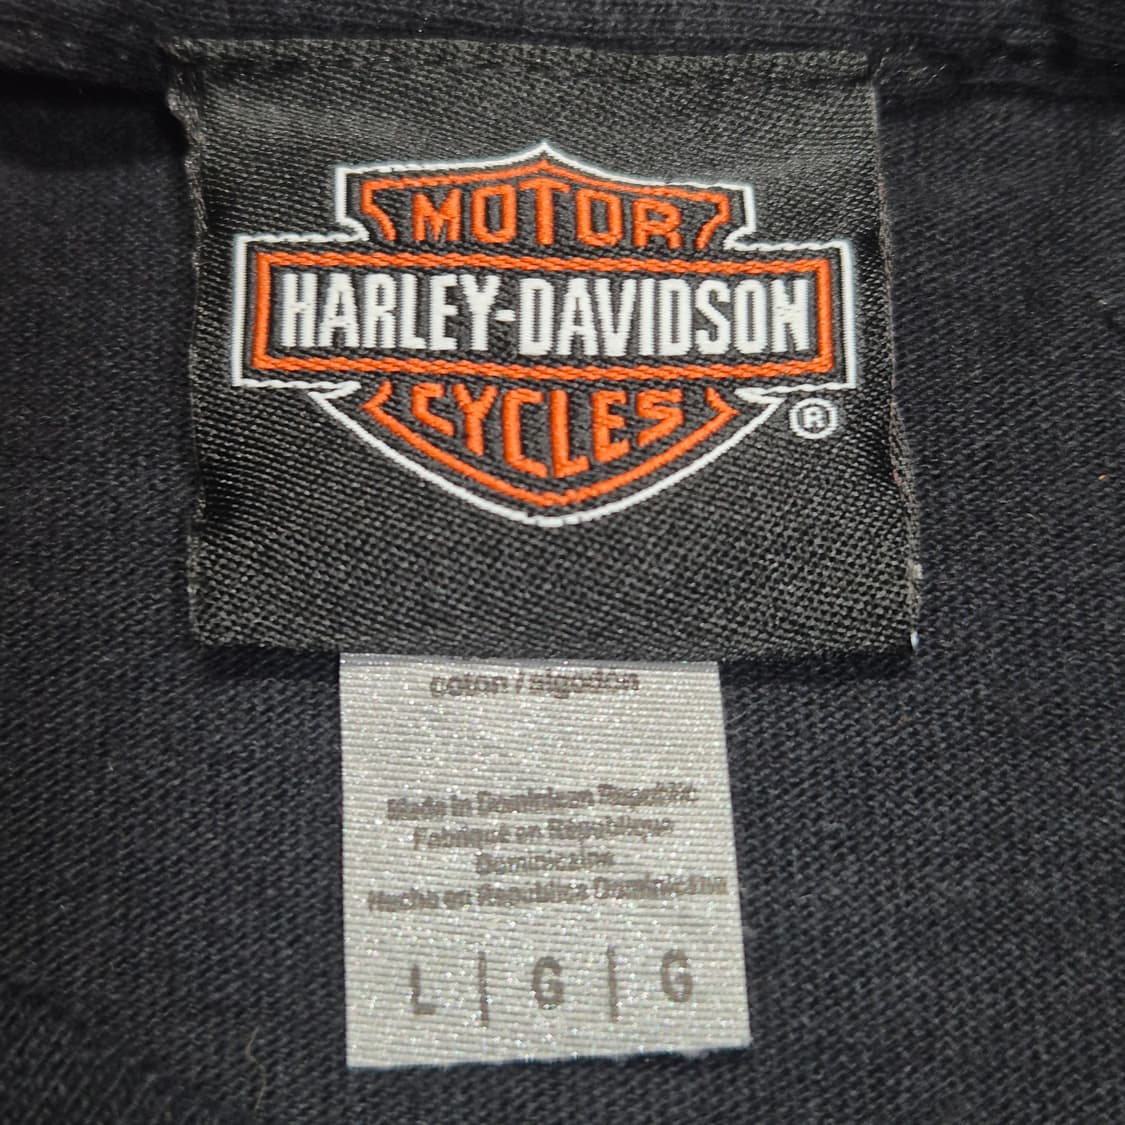 MOTOR
HARLEY-DAVIDSON
CYCLES
®
coton / algodón
Made in Dominican Republic
Fabriqué en République
Dominicaine
Hecho en República Dominicana
L | G | G